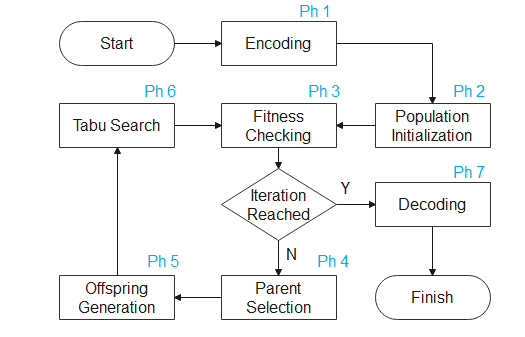 Ph 1
Start
Encoding
Ph 6
Ph 3
Ph 2
Tabu Search
Fitness
Checking
Population
Initialization
Ph 7
Iteration
Reached
Y
Decoding
N
Ph 5
Ph 4
Offspring
Generation
Parent
Selection
Finish